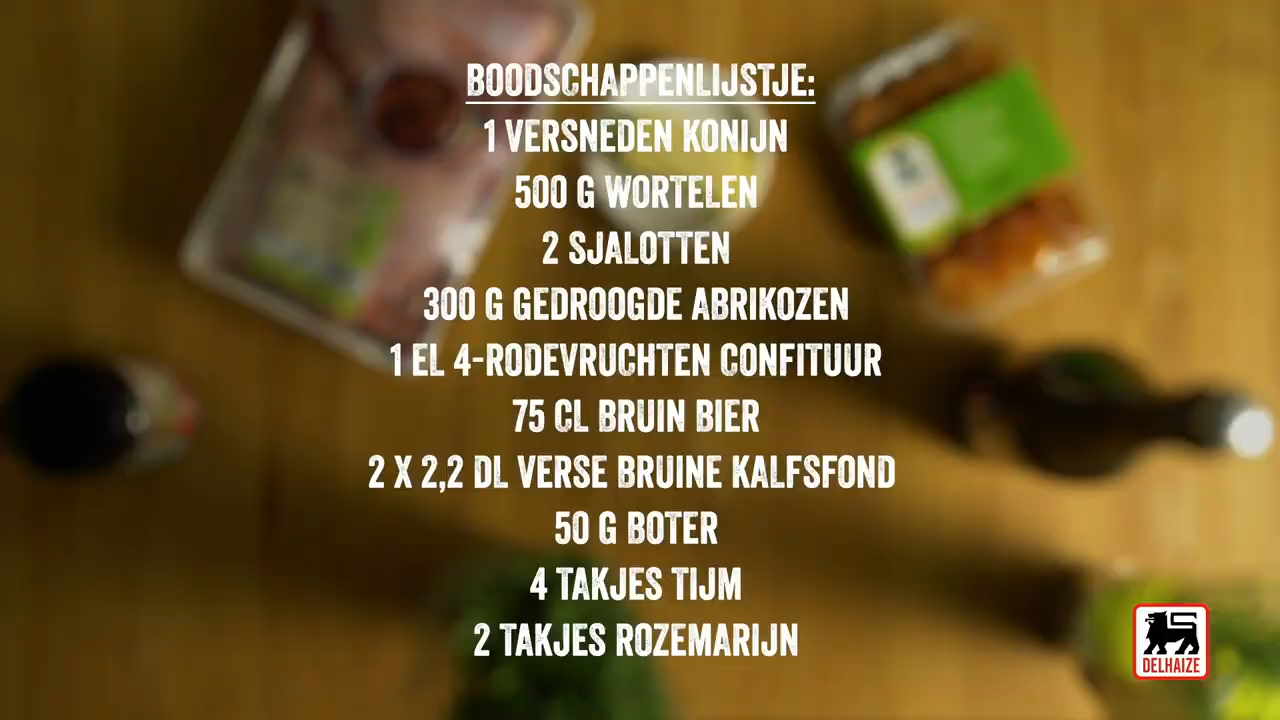 BOODSCHAPPENLIJSTJE:
1 VERSNEDEN KONIJN
500 G WORTELEN
2 SJALOTTEN
300 G GEDROOGDE ABRIKOZEN
1 EL 4-RODEVRUCHTEN CONFITUUR
75 CL BRUIN BIER
2 X 2,2 DL VERSE BRUINE KALFSFOND
50 G BOTER
4 TAKJES TIJM
2 TAKJES ROZEMARIJN
DELHAIZE